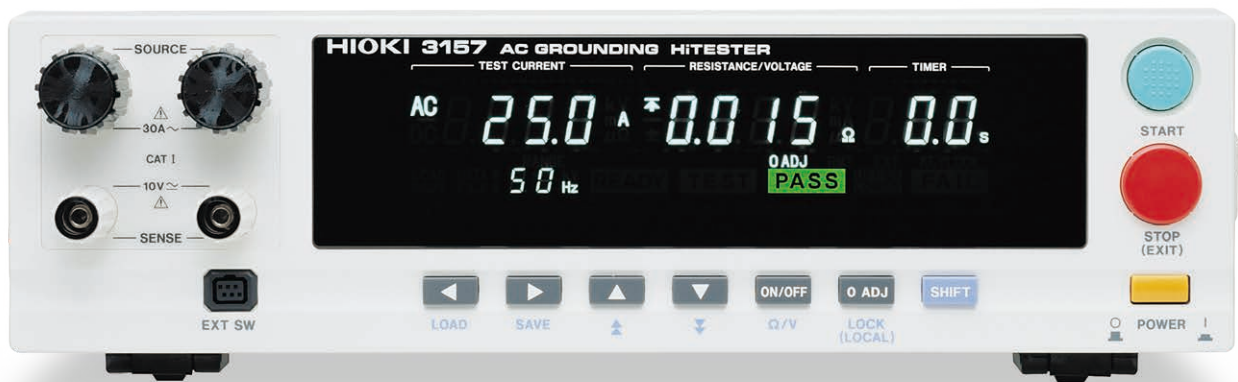 SOURCE
30A~
CAT I
10V≂
SENSE
EXT SW
HIOKI 3157 AC GROUNDING HiTESTER
TEST CURRENT RESISTANCE/VOLTAGE TIMER
AC 25.0 A 0.015 Ω 0.0 s
0 ADJ
50 Hz PASS
START
STOP
(EXIT)
ON/OFF 0 ADJ SHIFT
LOAD SAVE Ω/V LOCK
(LOCAL)
POWER